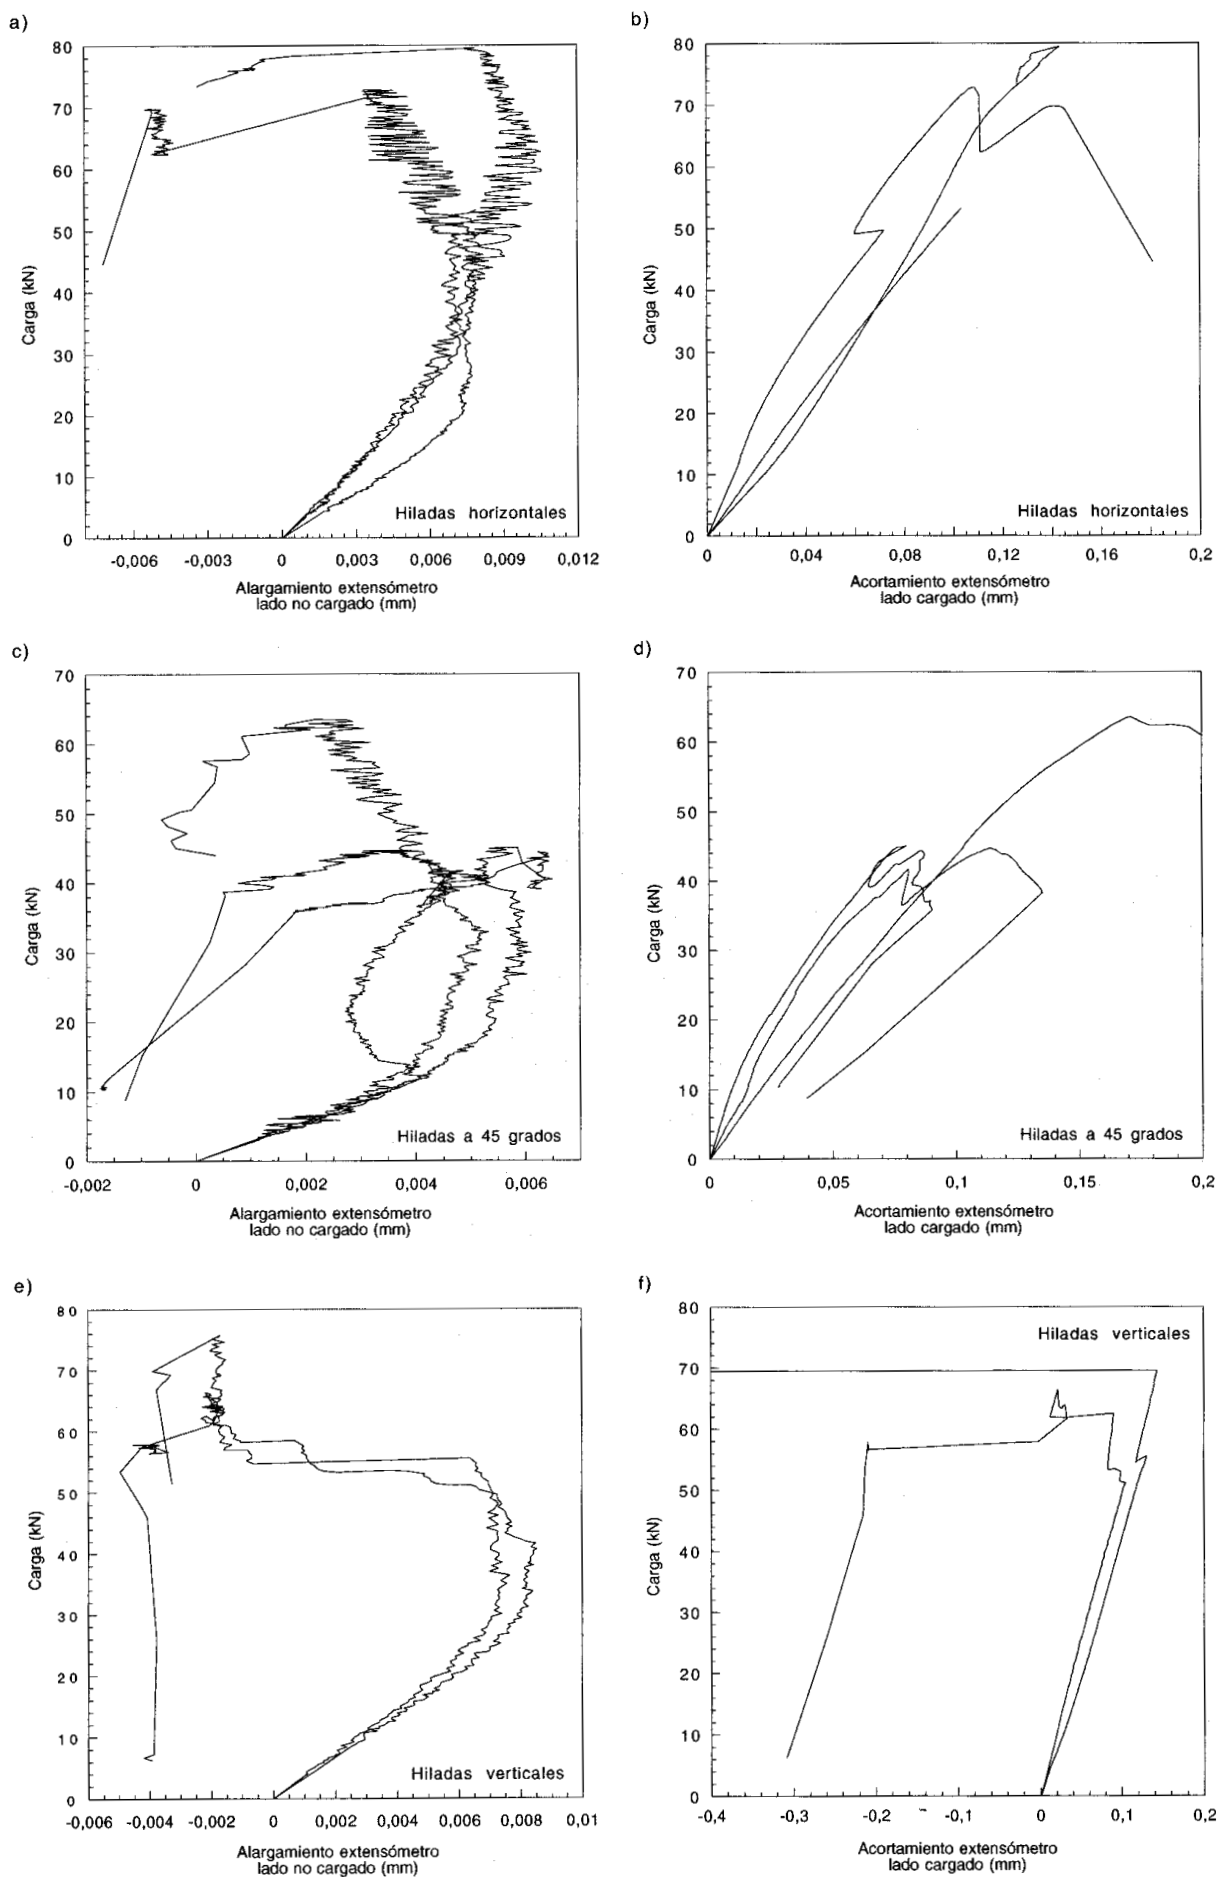 a)
80
70
60
50
40
30
20
10
0
Carga (kN)
Hiladas horizontales
-0,006 -0,003 0 0,003 0,006 0,009 0,012
Alargamiento extensómetro
lado no cargado (mm)
b)
80
70
60
50
40
30
20
10
0
Carga (kN)
Hiladas horizontales
0 0,04 0,08 0,12 0,16 0,2
Acortamiento extensómetro
lado cargado (mm)
c)
70
60
50
40
30
20
10
0
Carga (kN)
Hiladas a 45 grados
-0,002 0 0,002 0,004 0,006
Alargamiento extensómetro
lado no cargado (mm)
d)
70
60
50
40
30
20
10
0
Carga (kN)
Hiladas a 45 grados
0 0,05 0,1 0,15 0,2
Acortamiento extensómetro
lado cargado (mm)
e)
80
70
60
50
40
30
20
10
0
Carga (kN)
Hiladas verticales
-0,006 -0,004 -0,002 0 0,002 0,004 0,006 0,008 0,01
Alargamiento extensómetro
lado no cargado (mm)
f)
80
70
60
50
40
30
20
10
0
Carga (kN)
Hiladas verticales
-0,4 -0,3 -0,2 -0,1 0 0,1 0,2
Acortamiento extensómetro
lado cargado (mm)